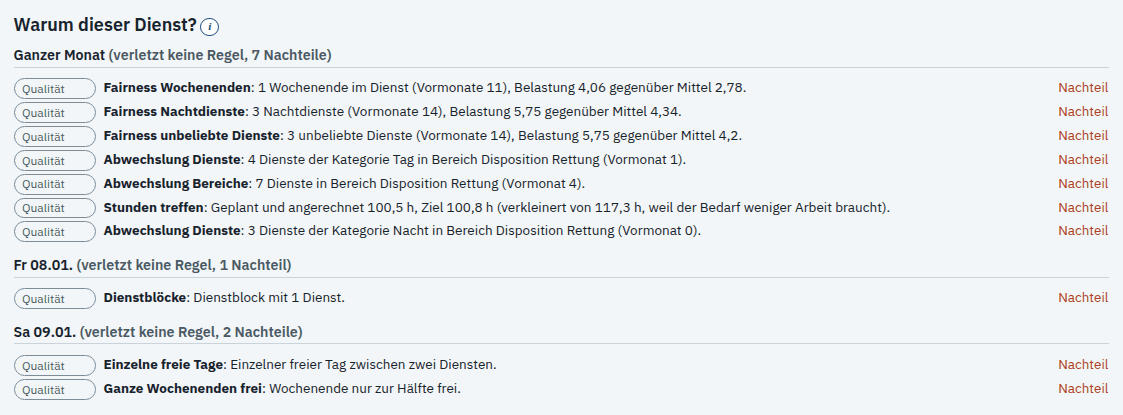 Warum dieser Dienst? i
Ganzer Monat (verletzt keine Regel, 7 Nachteile)
Qualität Fairness Wochenenden: 1 Wochenende im Dienst (Vormonate 11), Belastung 4,06 gegenüber Mittel 2,78. Nachteil
Qualität Fairness Nachtdienste: 3 Nachtdienste (Vormonate 14), Belastung 5,75 gegenüber Mittel 4,34. Nachteil
Qualität Fairness unbeliebte Dienste: 3 unbeliebte Dienste (Vormonate 14), Belastung 5,75 gegenüber Mittel 4,2. Nachteil
Qualität Abwechslung Dienste: 4 Dienste der Kategorie Tag in Bereich Disposition Rettung (Vormonat 1). Nachteil
Qualität Abwechslung Bereiche: 7 Dienste in Bereich Disposition Rettung (Vormonat 4). Nachteil
Qualität Stunden treffen: Geplant und angerechnet 100,5 h, Ziel 100,8 h (verkleinert von 117,3 h, weil der Bedarf weniger Arbeit braucht). Nachteil
Qualität Abwechslung Dienste: 3 Dienste der Kategorie Nacht in Bereich Disposition Rettung (Vormonat 0). Nachteil
Fr 08.01. (verletzt keine Regel, 1 Nachteil)
Qualität Dienstblöcke: Dienstblock mit 1 Dienst. Nachteil
Sa 09.01. (verletzt keine Regel, 2 Nachteile)
Qualität Einzelne freie Tage: Einzelner freier Tag zwischen zwei Diensten. Nachteil
Qualität Ganze Wochenenden frei: Wochenende nur zur Hälfte frei. Nachteil